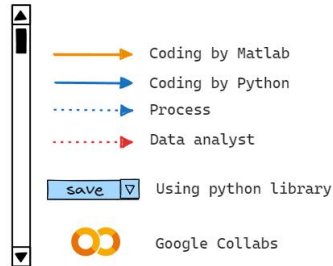 Coding by Matlab
Coding by Python
Process
Data analyst
save Using python library
Google Collabs